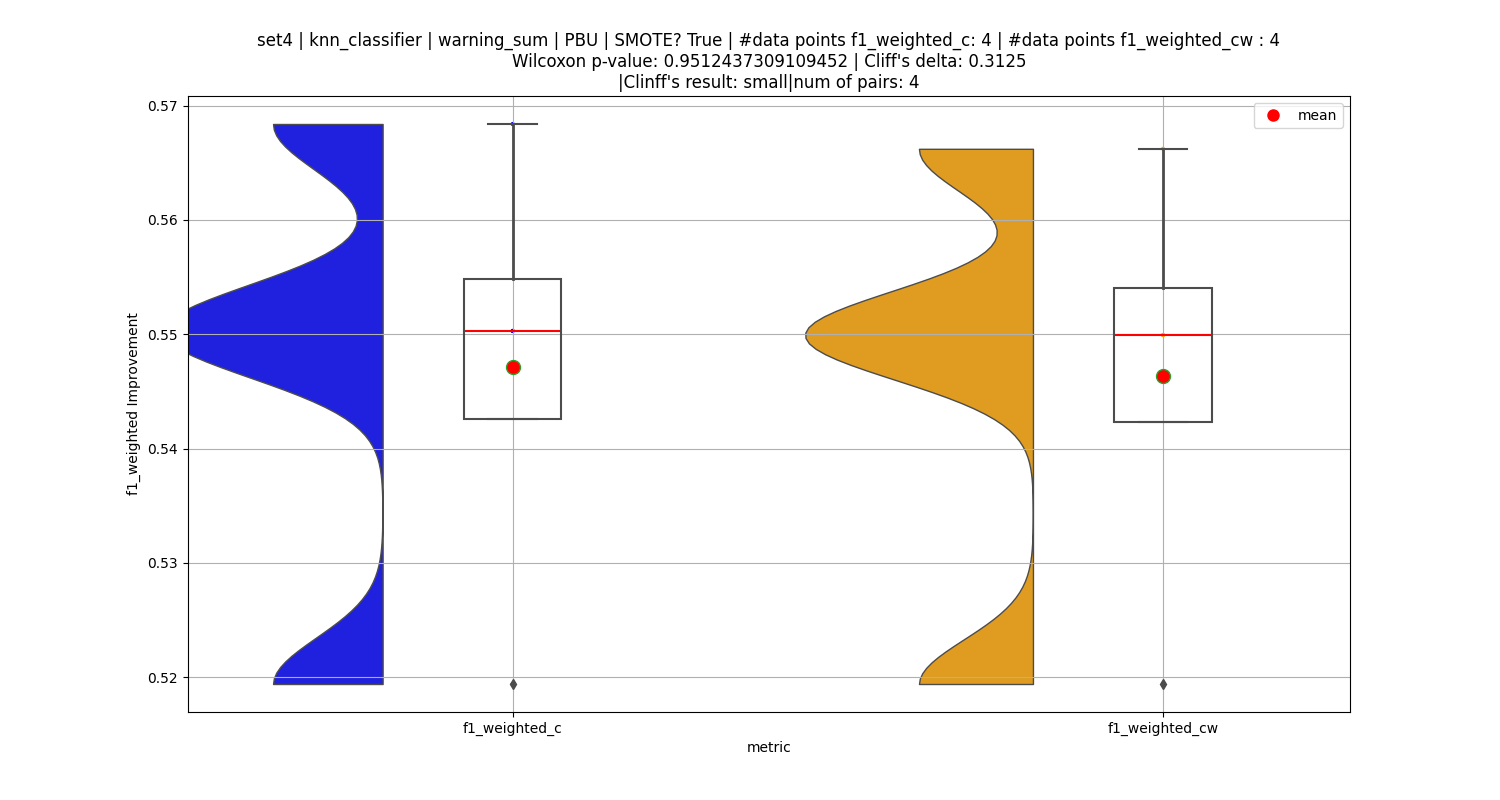 set4 | knn_classifier | warning_sum | PBU | SMOTE? True | #data points f1_weighted_c: 4 | #data points f1_weighted_cw : 4
Wilcoxon p-value: 0.9512437309109452 | Cliff's delta: 0.3125
|Clinff's result: small|num of pairs: 4
mean
0.57
0.56
0.55
0.54
0.53
0.52
f1_weighted Improvement
f1_weighted_c
f1_weighted_cw
metric